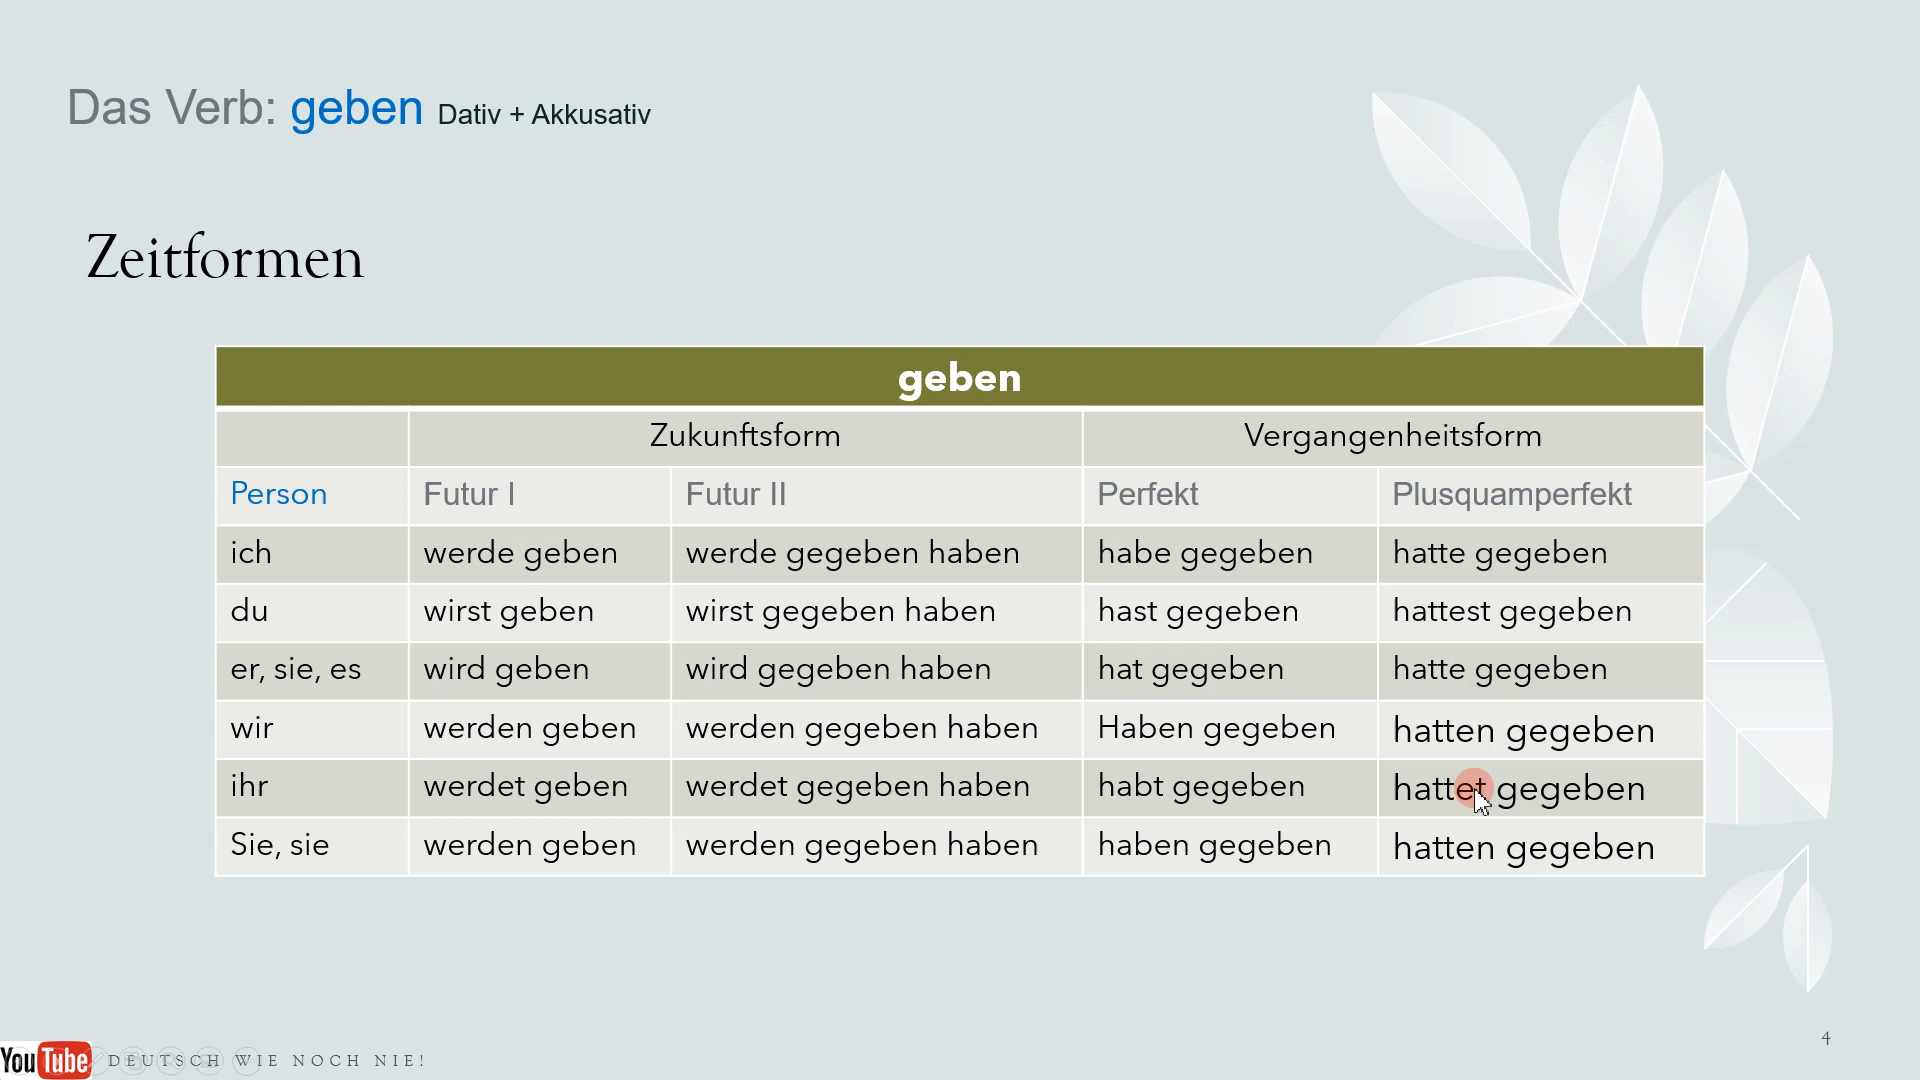 Das Verb: geben Dativ + Akkusativ
Zeitformen
geben
Zukunftsform Vergangenheitsform
Person Futur I Futur II Perfekt Plusquamperfekt
ich werde geben werde gegeben haben habe gegeben hatte gegeben
du wirst geben wirst gegeben haben hast gegeben hattest gegeben
er, sie, es wird geben wird gegeben haben hat gegeben hatte gegeben
wir werden geben werden gegeben haben Haben gegeben hatten gegeben
ihr werdet geben werdet gegeben haben habt gegeben hattet gegeben
Sie, sie werden geben werden gegeben haben haben gegeben hatten gegeben
4
YouTube DEUTSCH WIE NOCH NIE!